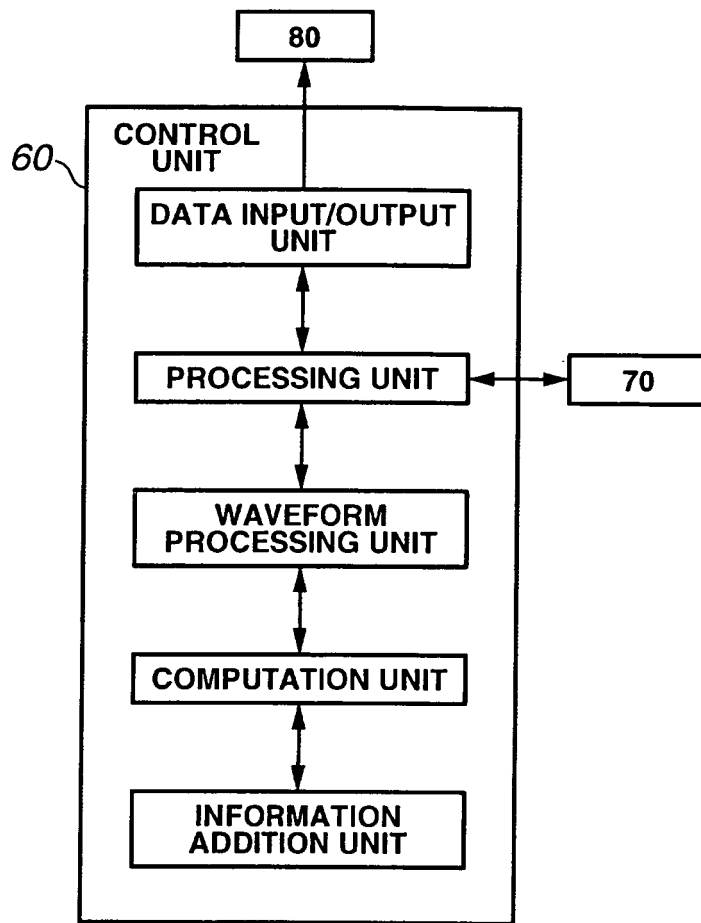 80
CONTROL
UNIT
60
DATA INPUT/OUTPUT
UNIT
PROCESSING UNIT
70
WAVEFORM
PROCESSING UNIT
COMPUTATION UNIT
INFORMATION
ADDITION UNIT